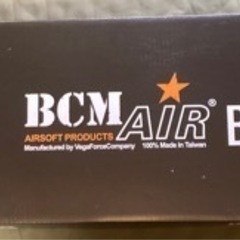 BCM AIR®
AIRSOFT PRODUCTS
Manufactured by VegaForceCompany 100% Made in Taiwan